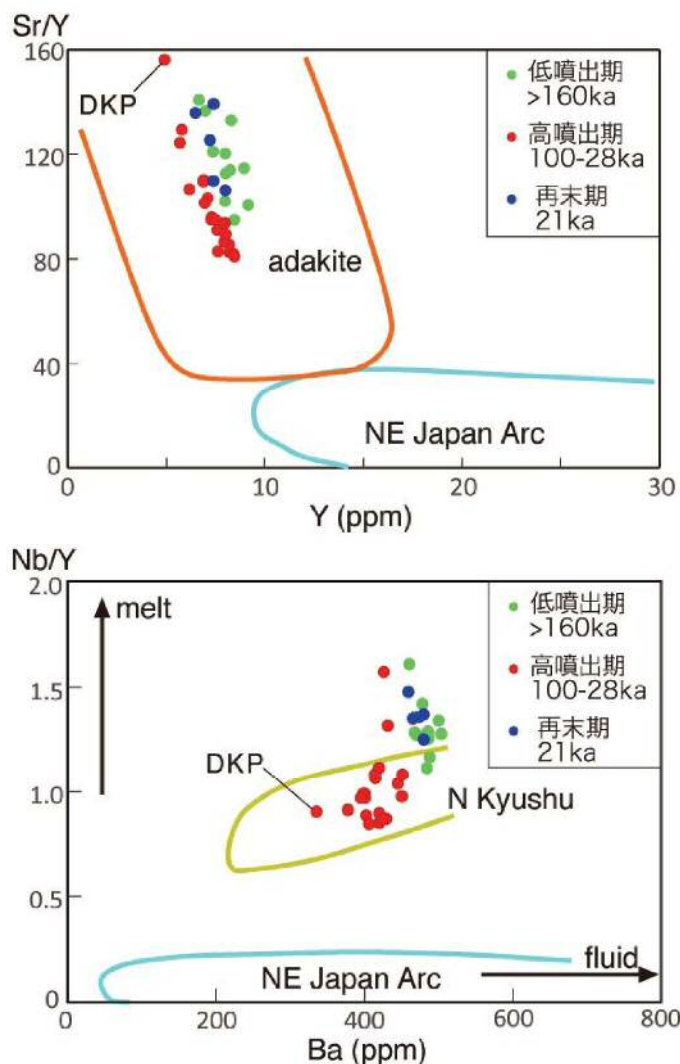 Sr/Y
160
120
80
40
0
DKP
adakite
NE Japan Arc
低噴出期
>160ka
高噴出期
100-28ka
再末期
21ka
0 10 20 30
Y (ppm)
Nb/Y
2.0
1.5
1.0
0.5
0
melt
DKP
N Kyushu
NE Japan Arc
fluid
低噴出期
>160ka
高噴出期
100-28ka
再末期
21ka
0 200 400 600 800
Ba (ppm)